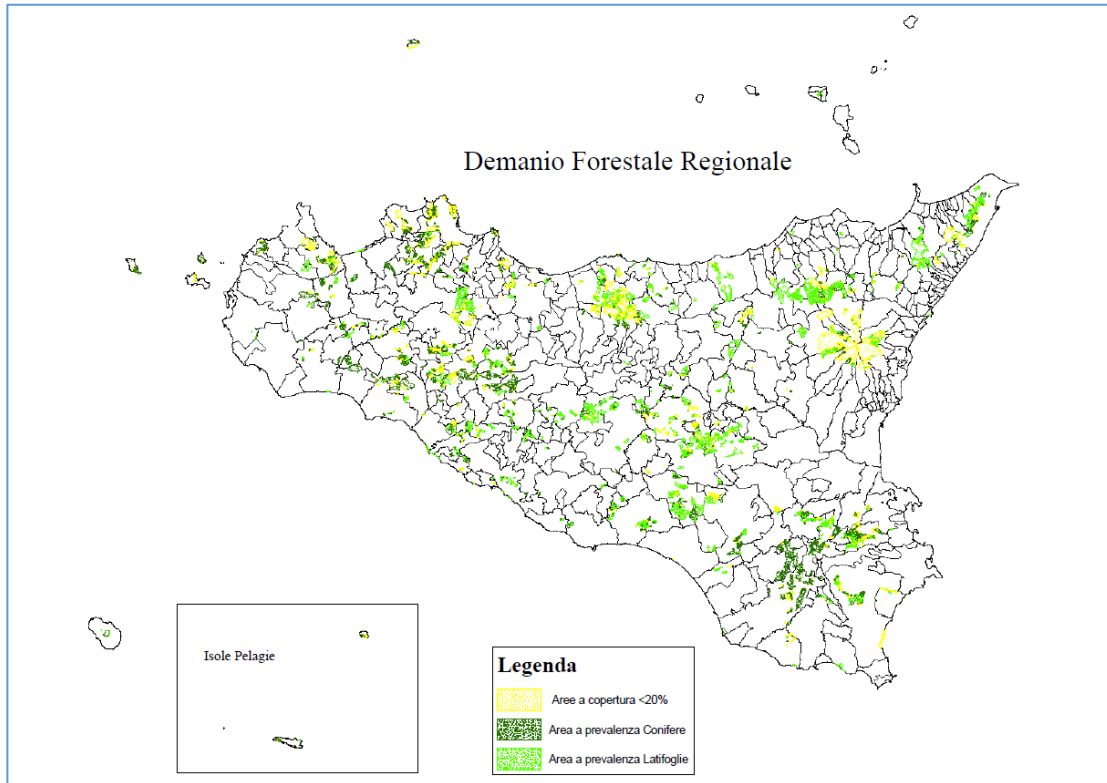 Demanio Forestale Regionale
Isole Pelagie
Legenda
Aree a copertura <20%
Area a prevalenza Conifere
Area a prevalenza Latifoglie